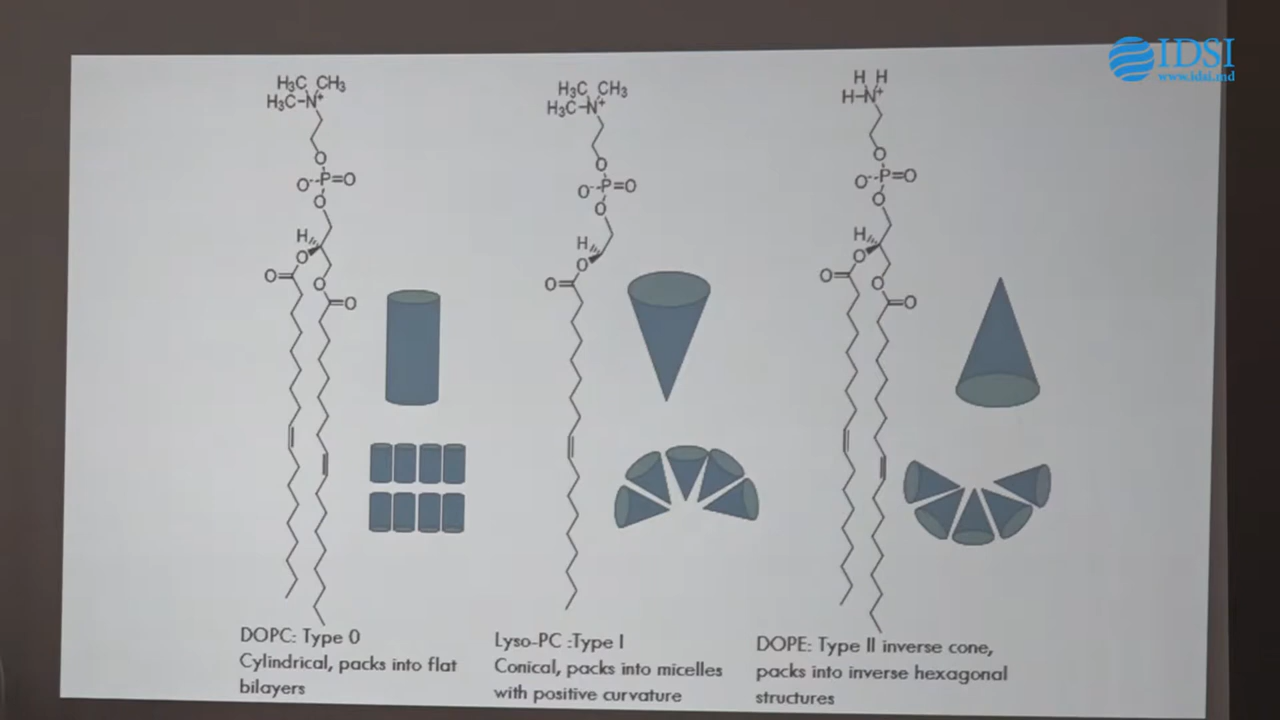 IDSI
www.idsi.md
H₃C CH₃
H₃C-N⁺
O
O⁻--P=O
O
H
O
O=
O
=O
H₃C CH₃
H₃C-N⁺
O
O⁻--P=O
O
H
O
O=
H H
H-N⁺
O
O⁻--P=O
O
H
O
O=
O
=O
DOPC: Type 0
Cylindrical, packs into flat
bilayers
Lyso-PC :Type I
Conical, packs into micelles
with positive curvature
DOPE: Type II inverse cone,
packs into inverse hexagonal
structures